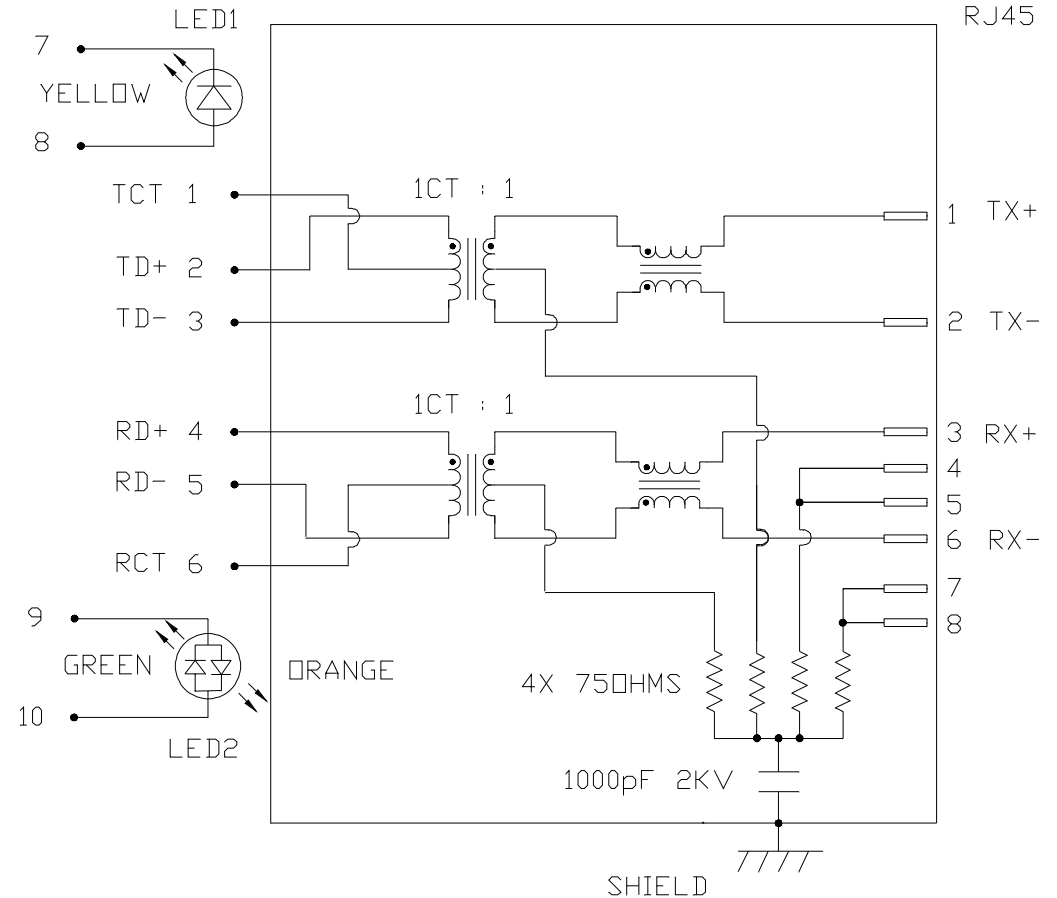 LED1
RJ45
7
YELLOW
8
TCT 1
1CT : 1
1 TX+
TD+ 2
TD- 3
2 TX-
1CT : 1
RD+ 4
3 RX+
4
RD- 5
5
6 RX-
RCT 6
7
9
8
GREEN
ORANGE
4X 75OHMS
10
LED2
1000pF 2KV
SHIELD